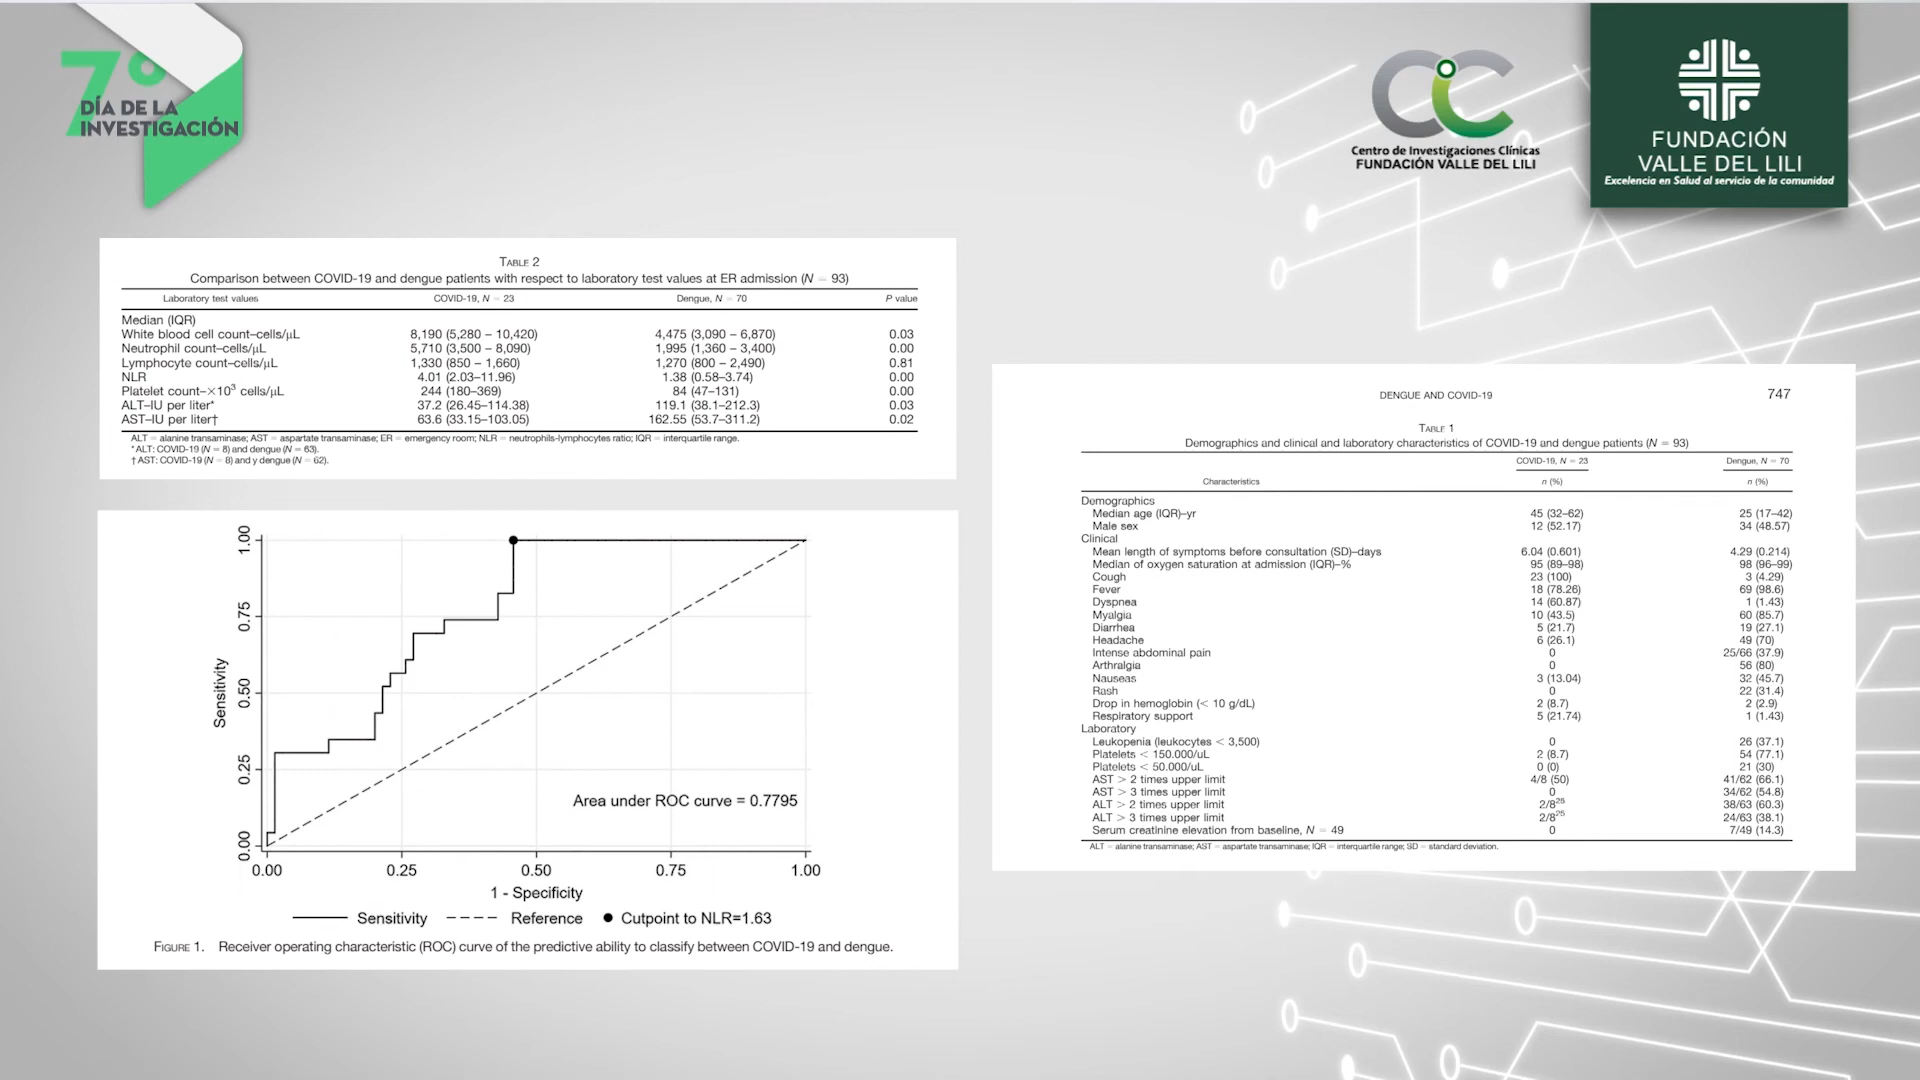 7°
DÍA DE LA
INVESTIGACIÓN
CiC
Centro de Investigaciones Clínicas
FUNDACIÓN VALLE DEL LILI
FUNDACIÓN
VALLE DEL LILI
Excelencia en Salud al servicio de la comunidad
TABLE 2
Comparison between COVID-19 and dengue patients with respect to laboratory test values at ER admission (N = 93)
Laboratory test values COVID-19, N = 23 Dengue, N = 70 P value
Median (IQR)
White blood cell count–cells/μL 8,190 (5,280 – 10,420) 4,475 (3,090 – 6,870) 0.03
Neutrophil count–cells/μL 5,710 (3,500 – 8,090) 1,995 (1,360 – 3,400) 0.00
Lymphocyte count–cells/μL 1,330 (850 – 1,660) 1,270 (800 – 2,490) 0.81
NLR 4.01 (2.03–11.96) 1.38 (0.58–3.74) 0.00
Platelet count–×10³ cells/μL 244 (180–369) 84 (47–131) 0.00
ALT–IU per liter* 37.2 (26.45–114.38) 119.1 (38.1–212.3) 0.03
AST–IU per liter† 63.6 (33.15–103.05) 162.55 (53.7–311.2) 0.02
ALT = alanine transaminase; AST = aspartate transaminase; ER = emergency room; NLR = neutrophils-lymphocytes ratio; IQR = interquartile range.
* ALT: COVID-19 (N = 8) and dengue (N = 63).
† AST: COVID-19 (N = 8) and y dengue (N = 62).
1.00
0.75
0.50
0.25
0.00
Sensitivity
Area under ROC curve = 0.7795
0.00 0.25 0.50 0.75 1.00
1 - Specificity
Sensitivity Reference Cutpoint to NLR=1.63
FIGURE 1. Receiver operating characteristic (ROC) curve of the predictive ability to classify between COVID-19 and dengue.
DENGUE AND COVID-19 747
TABLE 1
Demographics and clinical and laboratory characteristics of COVID-19 and dengue patients (N = 93)
COVID-19, N = 23 Dengue, N = 70
Characteristics n (%) n (%)
Demographics
Median age (IQR)–yr 45 (32–62) 25 (17–42)
Male sex 12 (52.17) 34 (48.57)
Clinical
Mean length of symptoms before consultation (SD)–days 6.04 (0.601) 4.29 (0.214)
Median of oxygen saturation at admission (IQR)–% 95 (89–98) 98 (96–99)
Cough 23 (100) 3 (4.29)
Fever 18 (78.26) 69 (98.6)
Dyspnea 14 (60.87) 1 (1.43)
Myalgia 10 (43.5) 60 (85.7)
Diarrhea 5 (21.7) 19 (27.1)
Headache 6 (26.1) 49 (70)
Intense abdominal pain 0 25/66 (37.9)
Arthralgia 0 56 (80)
Nauseas 3 (13.04) 32 (45.7)
Rash 0 22 (31.4)
Drop in hemoglobin (< 10 g/dL) 2 (8.7) 2 (2.9)
Respiratory support 5 (21.74) 1 (1.43)
Laboratory
Leukopenia (leukocytes < 3,500) 0 26 (37.1)
Platelets < 150.000/uL 2 (8.7) 54 (77.1)
Platelets < 50.000/uL 0 (0) 21 (30)
AST > 2 times upper limit 4/8 (50) 41/62 (66.1)
AST > 3 times upper limit 0 34/62 (54.8)
ALT > 2 times upper limit 2/8²⁵ 38/63 (60.3)
ALT > 3 times upper limit 2/8²⁵ 24/63 (38.1)
Serum creatinine elevation from baseline, N = 49 0 7/49 (14.3)
ALT = alanine transaminase; AST = aspartate transaminase; IQR = interquartile range; SD = standard deviation.